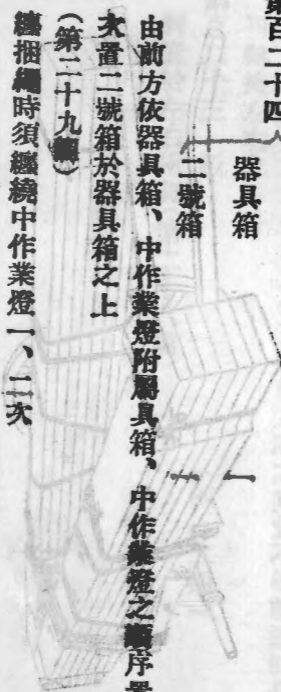 第百二十四
器具箱 一
二號箱 一
由前方依器具箱、中作業燈附屬具箱、中作業燈之順序置
次置二號箱於器具箱之上
(第二十九圖)
纏捆繩時須纏繞中作業燈一、二次